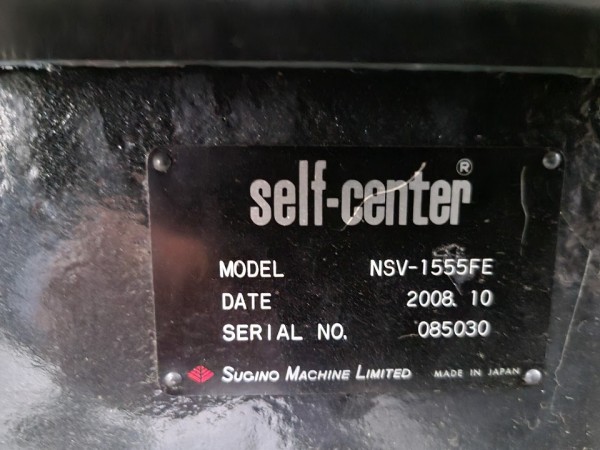 self-center®
MODEL NSV-1555FE
DATE 2008. 10
SERIAL NO. 085030
SUGINO MACHINE LIMITED MADE IN JAPAN